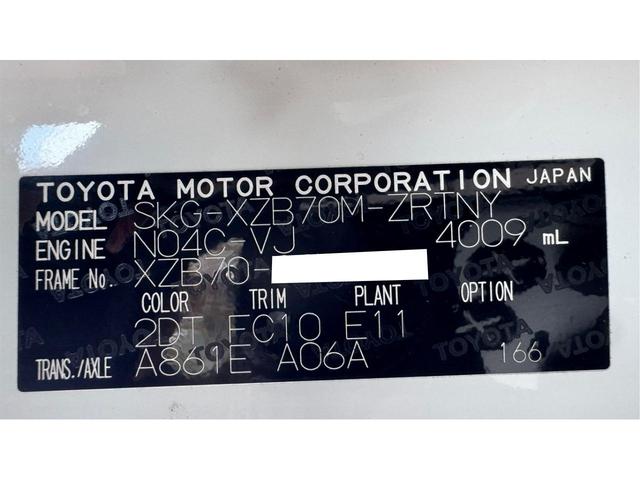 TOYOTA MOTOR CORPORATION JAPAN
MODEL SKG-XZB70M-ZRTNY
ENGINE N04C-VJ 4009 mL
FRAME No. XZB70-
COLOR TRIM PLANT OPTION
2DT FC10 E11
TRANS./AXLE A861E A06A 166